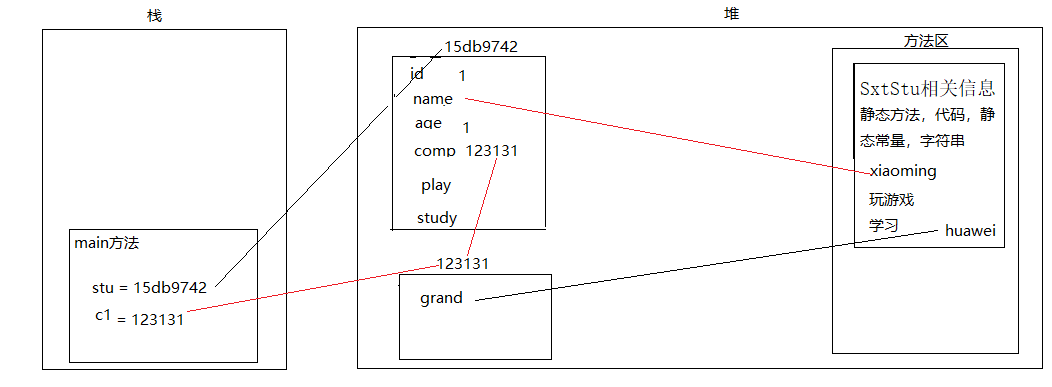 栈
堆
15db9742
id 1
name
age 1
comp 123131
play
study
方法区
SxtStu相关信息
静态方法，代码，静
态常量，字符串
xiaoming
玩游戏
学习
huawei
main方法
stu = 15db9742
c1 = 123131
123131
grand